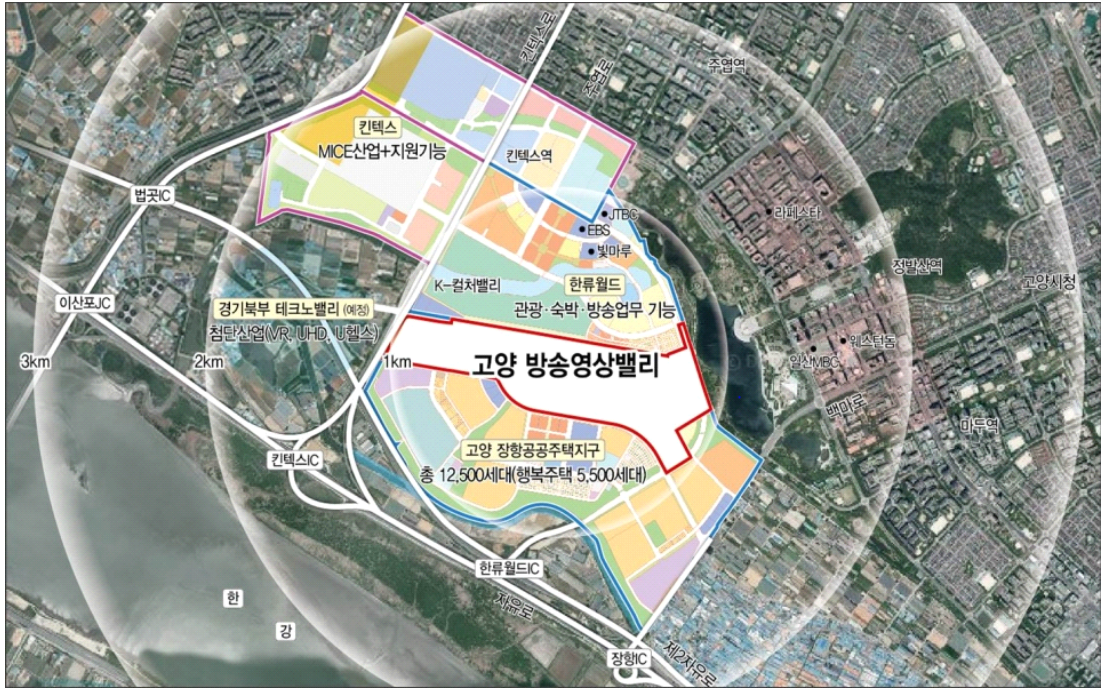 킨텍스로
주엽로
주엽역
킨텍스
MICE산업+지원기능
킨텍스역
법곳IC
JTBC
EBS
빛마루
라페스타
정발산역
고양시청
K-컬처밸리
한류월드
관광·숙박·방송업무 기능
이산포JC
경기북부 테크노밸리 (예정)
첨단산업(VR, UHD, U헬스)
3km
2km
1km
고양 방송영상밸리
웨스턴돔
일산MBC
백마로
마두역
고양 장항공공주택지구
총 12,500세대(행복주택 5,500세대)
킨텍스IC
한류월드IC
자유로
한
강
장항IC
제2자유로